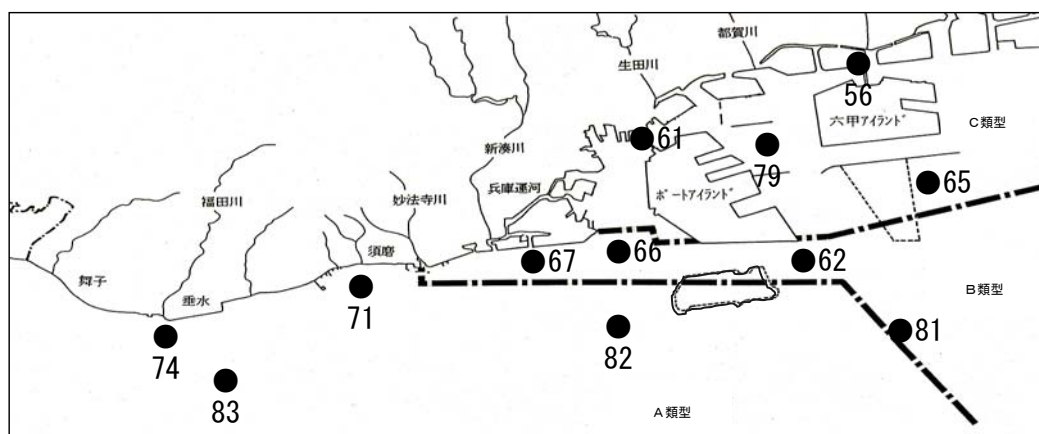 都賀川
生田川
56
六甲アイランド
C類型
61
新湊川
79
兵庫運河
ポートアイランド
65
福田川
妙法寺川
須磨
67
66
62
舞子
垂水
71
B類型
74
82
81
83
A類型